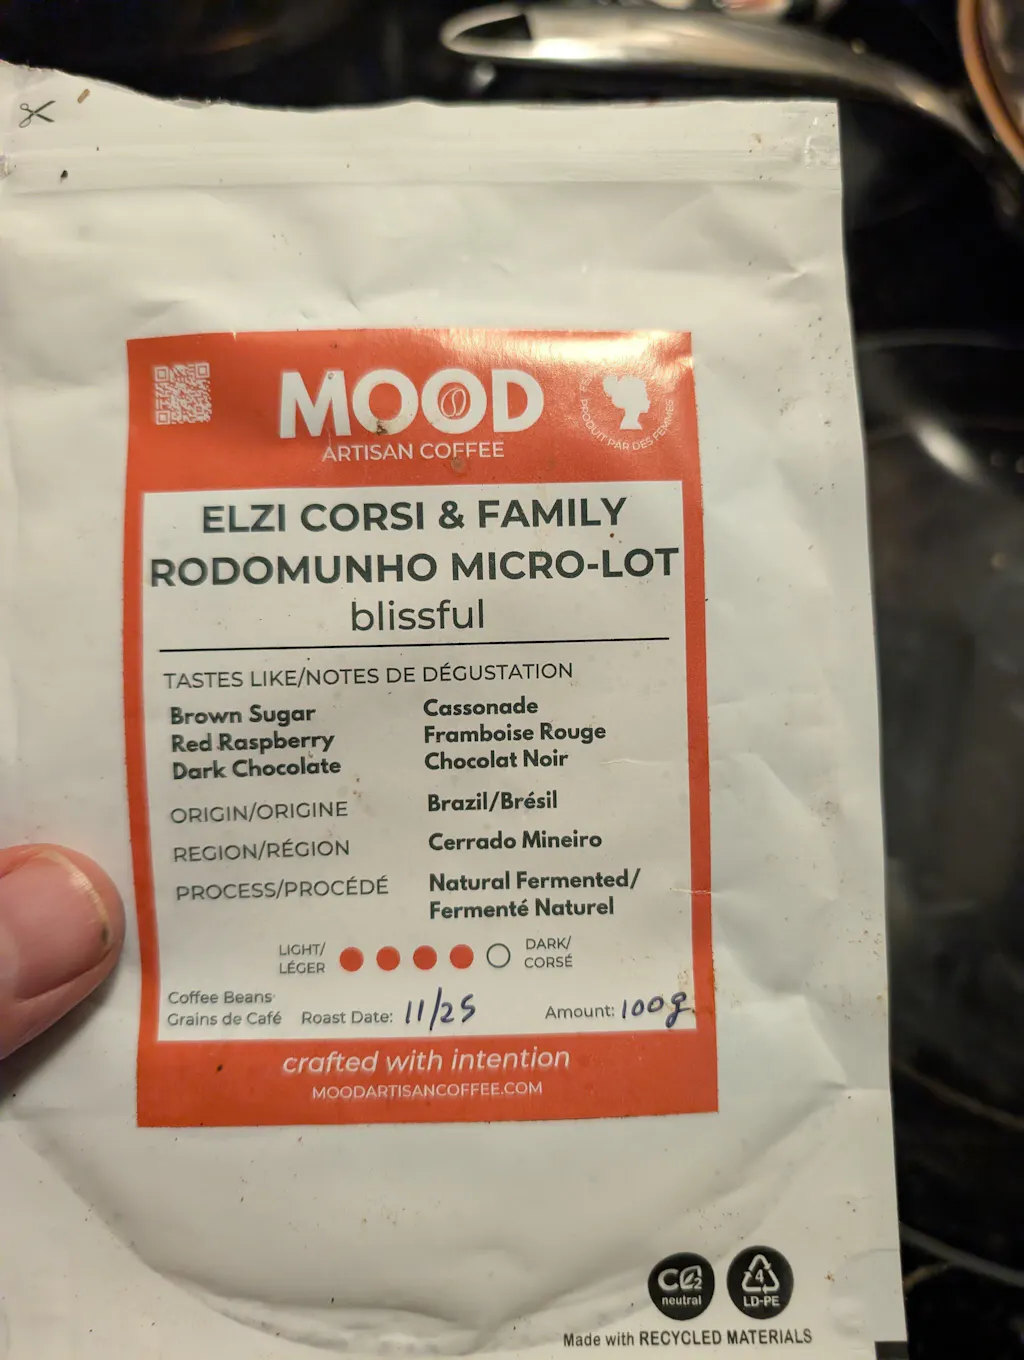 MOOD
ARTISAN COFFEE
PRODUIT PAR DES FEMMES
ELZI CORSI & FAMILY
RODOMUNHO MICRO-LOT
blissful
TASTES LIKE/NOTES DE DÉGUSTATION
Brown Sugar Cassonade
Red Raspberry Framboise Rouge
Dark Chocolate Chocolat Noir
ORIGIN/ORIGINE Brazil/Brésil
REGION/RÉGION Cerrado Mineiro
PROCESS/PROCÉDÉ Natural Fermented/
Fermenté Naturel
LIGHT/ DARK/
LÉGER CORSÉ
Coffee Beans
Grains de Café Roast Date: 11/25 Amount: 100g
crafted with intention
MOODARTISANCOFFEE.COM
CO2 4
neutral LD-PE
Made with RECYCLED MATERIALS